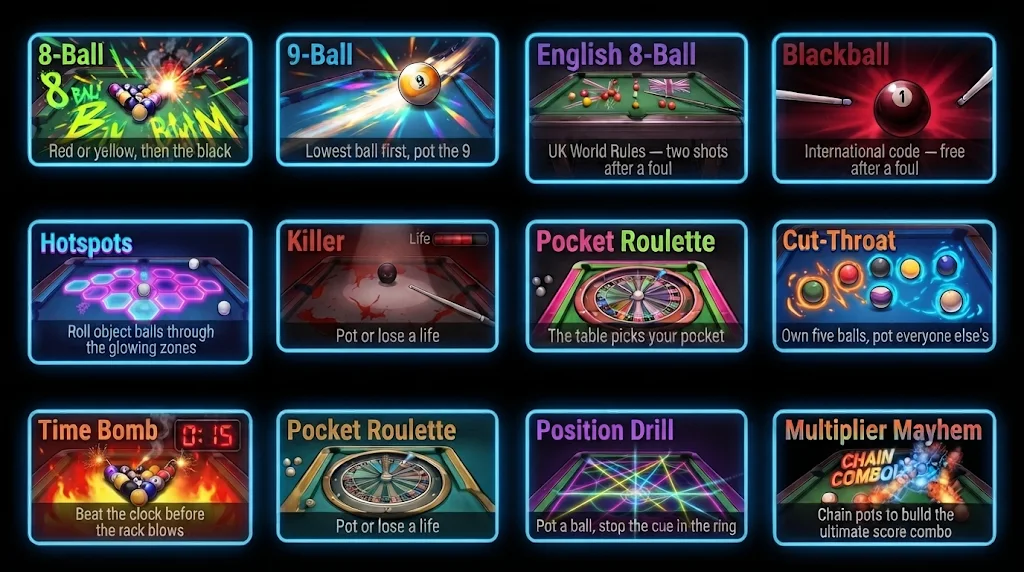 8-Ball
8 BALL
Red or yellow, then the black
9-Ball
9
Lowest ball first, pot the 9
English 8-Ball
UK World Rules — two shots
after a foul
Blackball
1
International code — free
after a foul
Hotspots
Roll object balls through
the glowing zones
Killer
Life
Pot or lose a life
Pocket Roulette
The table picks your pocket
Cut-Throat
Own five balls, pot everyone else's
Time Bomb
0:15
Beat the clock before
the rack blows
Pocket Roulette
Pot or lose a life
Position Drill
Pot a ball, stop the cue in the ring
Multiplier Mayhem
CHAIN
COMBO!
Chain pots to build the
ultimate score combo